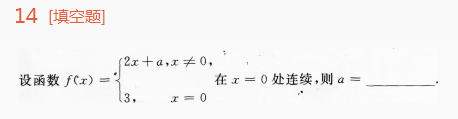 14 [填空题]
设函数 f(x) = {2x + a, x ≠ 0,
3, x = 0
在 x = 0 处连续,则 a = ________.